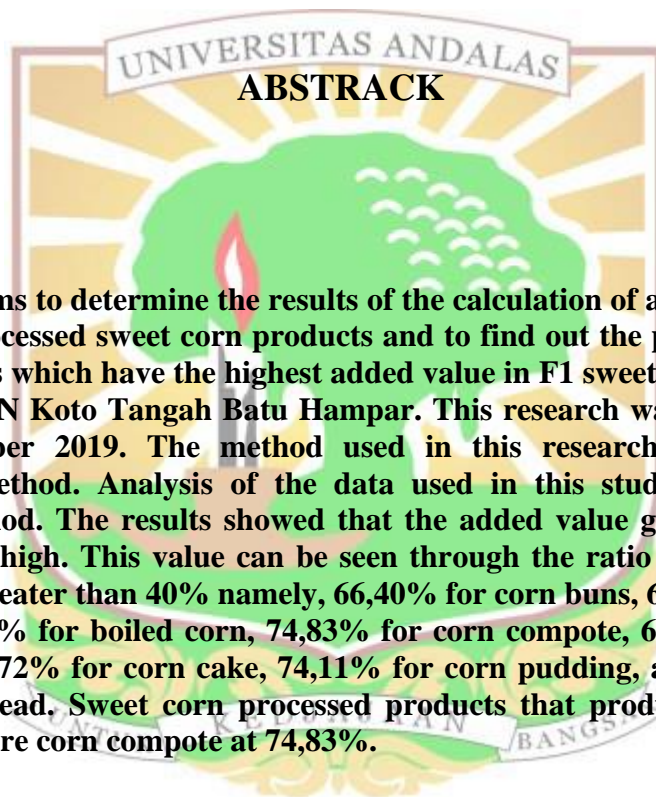 UNIVERSITAS ANDALAS
ABSTRACK
ms to determine the results of the calculation of a
cessed sweet corn products and to find out the p
s which have the highest added value in F1 sweet
N Koto Tangah Batu Hampar. This research wa
ber 2019. The method used in this research
ethod. Analysis of the data used in this stud
od. The results showed that the added value g
high. This value can be seen through the ratio
eater than 40% namely, 66,40% for corn buns, 6
% for boiled corn, 74,83% for corn compote, 6
72% for corn cake, 74,11% for corn pudding, a
ead. Sweet corn processed products that prod
re corn compote at 74,83%.
UNTUK KEDJAJAAN BANGSA